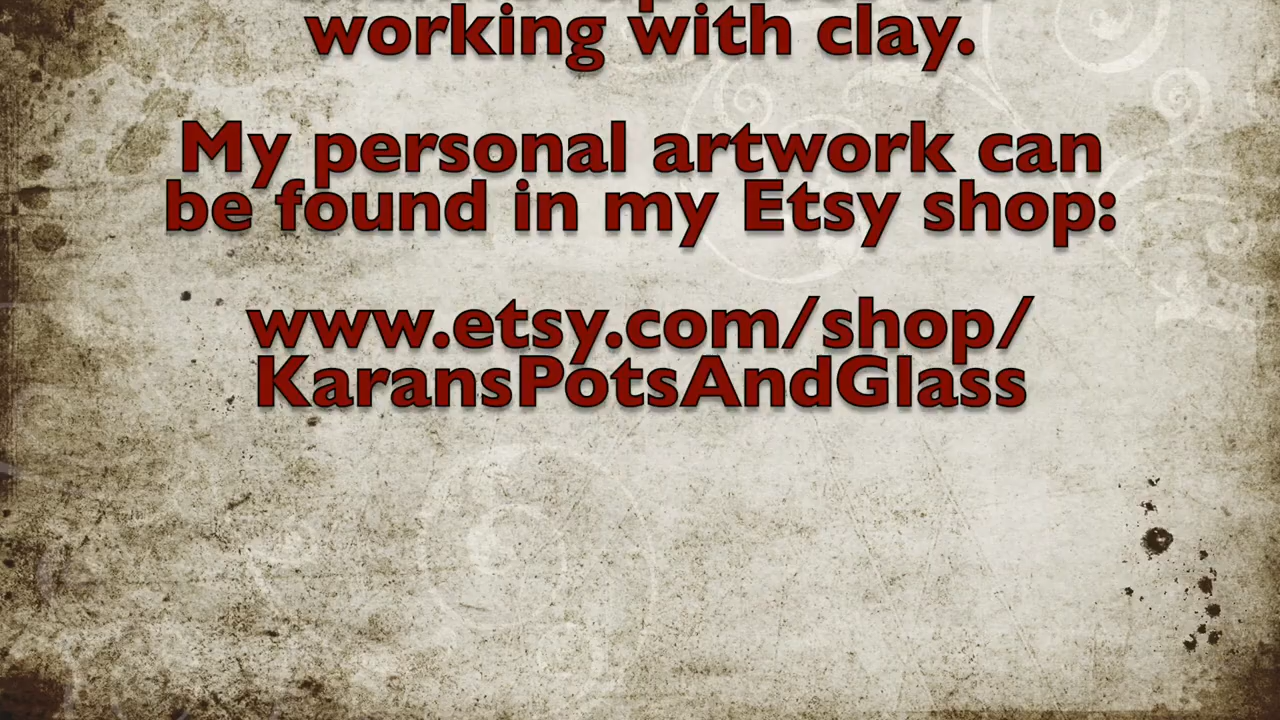 working with clay.
My personal artwork can
be found in my Etsy shop:
www.etsy.com/shop/
KaransPotsAndGlass